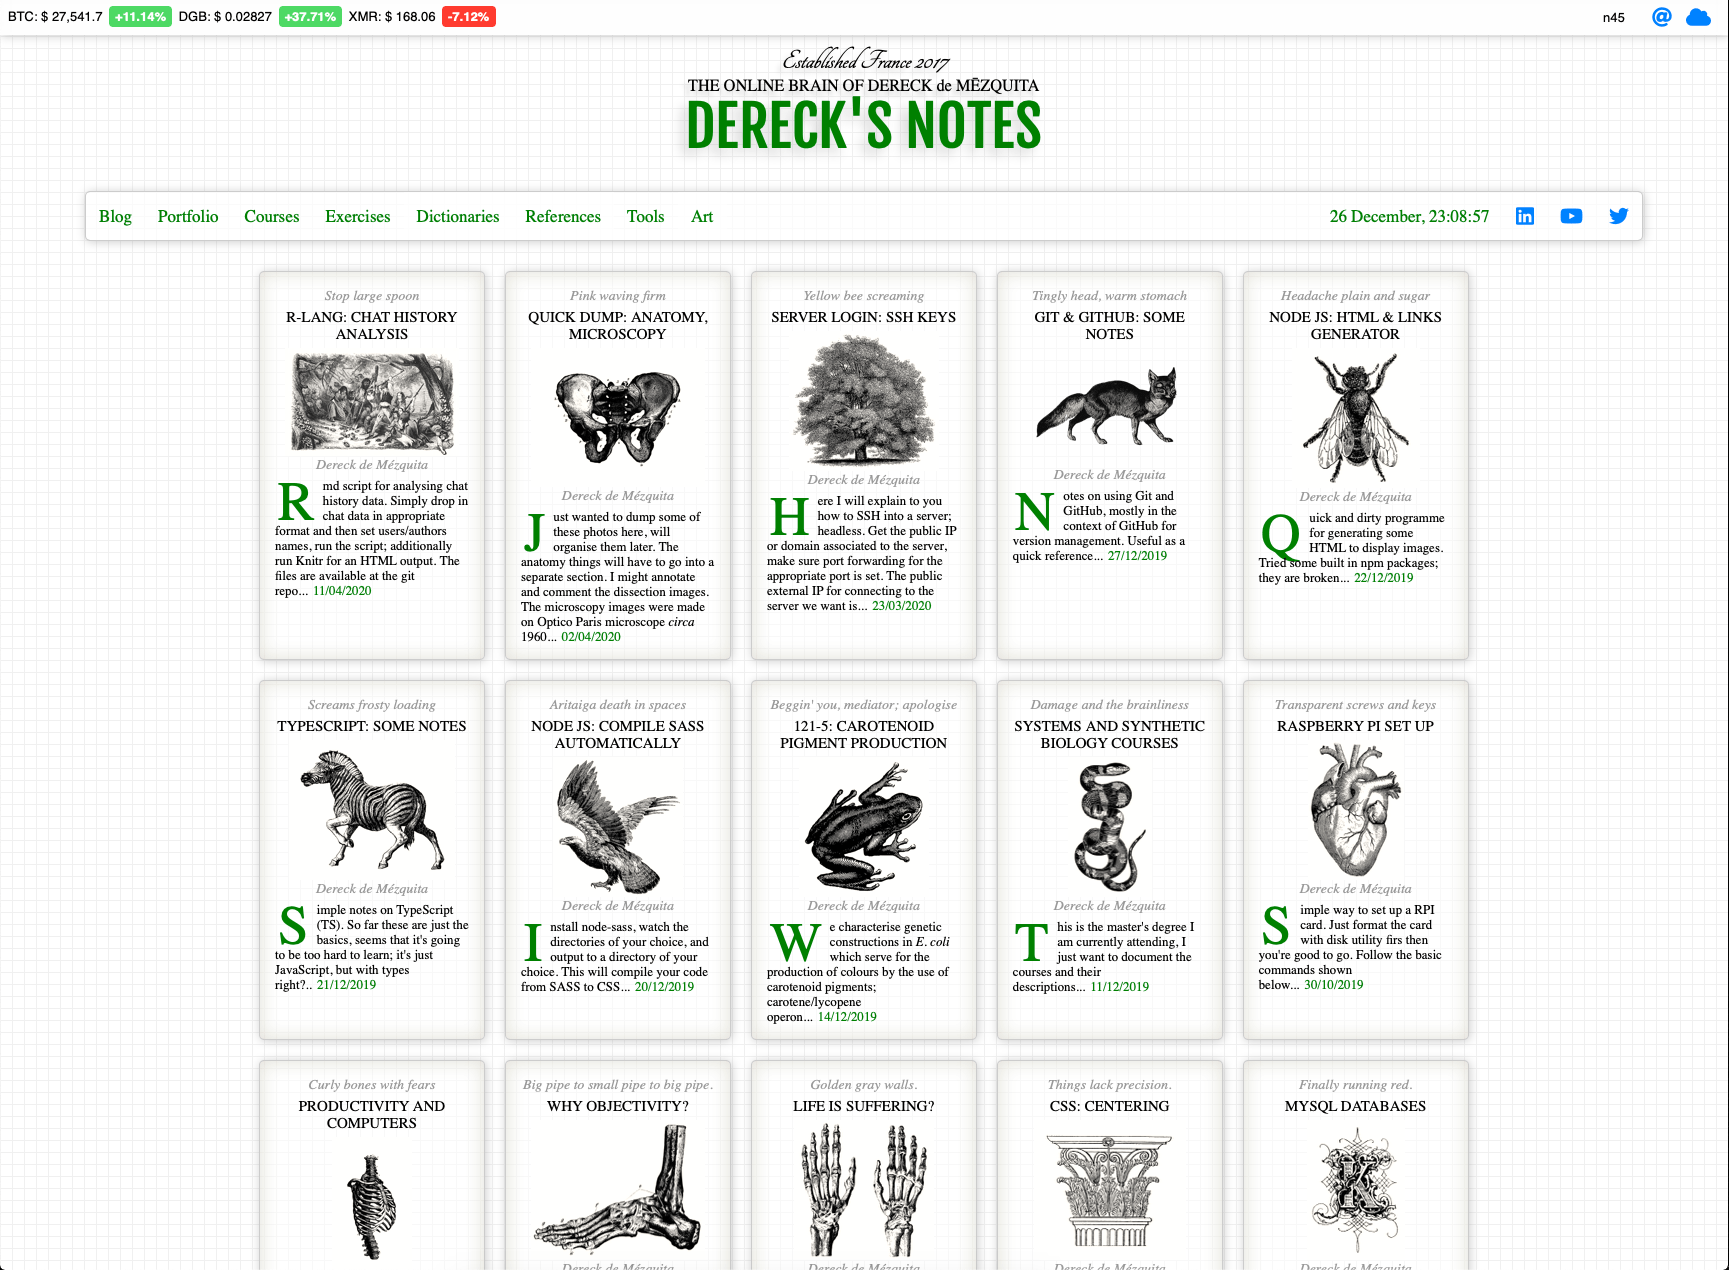 BTC: $ 27,541.7 +11.14% DGB: $ 0.02827 +37.71% XMR: $ 168.06 -7.12%
n45
Established France 2017
THE ONLINE BRAIN OF DERECK de MĒZQUITA
DERECK'S NOTES
Blog Portfolio Courses Exercises Dictionaries References Tools Art
26 December, 23:08:57
Stop large spoon
R-LANG: CHAT HISTORY
ANALYSIS
Dereck de Mézquita
Rmd script for analysing chat
history data. Simply drop in
chat data in appropriate
format and then set users/authors
names, run the script; additionally
run Knitr for an HTML output. The
files are available at the git
repo... 11/04/2020
Pink waving firm
QUICK DUMP: ANATOMY,
MICROSCOPY
Dereck de Mézquita
Just wanted to dump some of
these photos here, will
organise them later. The
anatomy things will have to go into a
separate section. I might annotate
and comment the dissection images.
The microscopy images were made
on Optico Paris microscope circa
1960... 02/04/2020
Yellow bee screaming
SERVER LOGIN: SSH KEYS
Dereck de Mézquita
Here I will explain to you
how to SSH into a server;
headless. Get the public IP
or domain associated to the server,
make sure port forwarding for the
appropriate port is set. The public
external IP for connecting to the
server we want is... 23/03/2020
Tingly head, warm stomach
GIT & GITHUB: SOME
NOTES
Dereck de Mézquita
Notes on using Git and
GitHub, mostly in the
context of GitHub for
version management. Useful as a
quick reference... 27/12/2019
Headache plain and sugar
NODE JS: HTML & LINKS
GENERATOR
Dereck de Mézquita
Quick and dirty programme
for generating some
HTML to display images.
Tried some built in npm packages;
they are broken... 22/12/2019
Screams frosty loading
TYPESCRIPT: SOME NOTES
Dereck de Mézquita
Simple notes on TypeScript
(TS). So far these are just the
basics, seems that it's going
to be too hard to learn; it's just
JavaScript, but with types
right?.. 21/12/2019
Aritaiga death in spaces
NODE JS: COMPILE SASS
AUTOMATICALLY
Dereck de Mézquita
Install node-sass, watch the
directories of your choice, and
output to a directory of your
choice. This will compile your code
from SASS to CSS... 20/12/2019
Beggin' you, mediator; apologise
121-5: CAROTENOID
PIGMENT PRODUCTION
Dereck de Mézquita
We characterise genetic
constructions in E. coli
which serve for the
production of colours by the use of
carotenoid pigments;
carotene/lycopene
operon... 14/12/2019
Damage and the brainliness
SYSTEMS AND SYNTHETIC
BIOLOGY COURSES
Dereck de Mézquita
This is the master's degree I
am currently attending, I
just want to document the
courses and their
descriptions... 11/12/2019
Transparent screws and keys
RASPBERRY PI SET UP
Dereck de Mézquita
Simple way to set up a RPI
card. Just format the card
with disk utility firs then
you're good to go. Follow the basic
commands shown
below... 30/10/2019
Curly bones with fears
PRODUCTIVITY AND
COMPUTERS
Big pipe to small pipe to big pipe.
WHY OBJECTIVITY?
Dereck de Mézquita
Golden gray walls.
LIFE IS SUFFERING?
Dereck de Mézquita
Things lack precision.
CSS: CENTERING
Dereck de Mézquita
Finally running red.
MYSQL DATABASES
K
Dereck de Mézquita